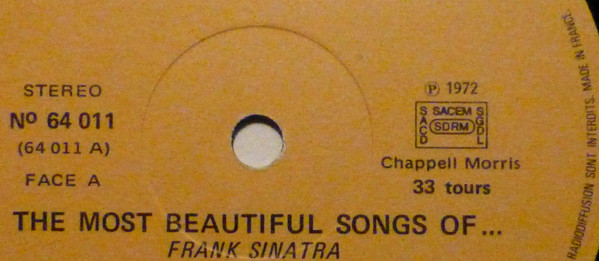 STEREO
Nº 64 011
(64 011 A)
FACE A
℗ 1972
SACEM
SACD
SDRM
SGDL
Chappell Morris
33 tours
THE MOST BEAUTIFUL SONGS OF...
FRANK SINATRA
RADIODIFFUSION SONT INTERDITS. MADE IN FRANCE.